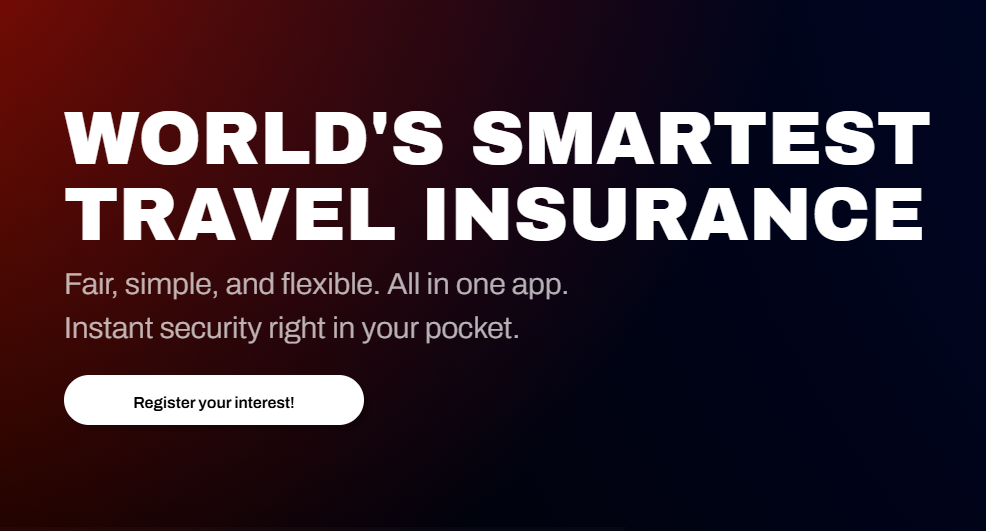 WORLD'S SMARTEST
TRAVEL INSURANCE
Fair, simple, and flexible. All in one app.
Instant security right in your pocket.
Register your interest!